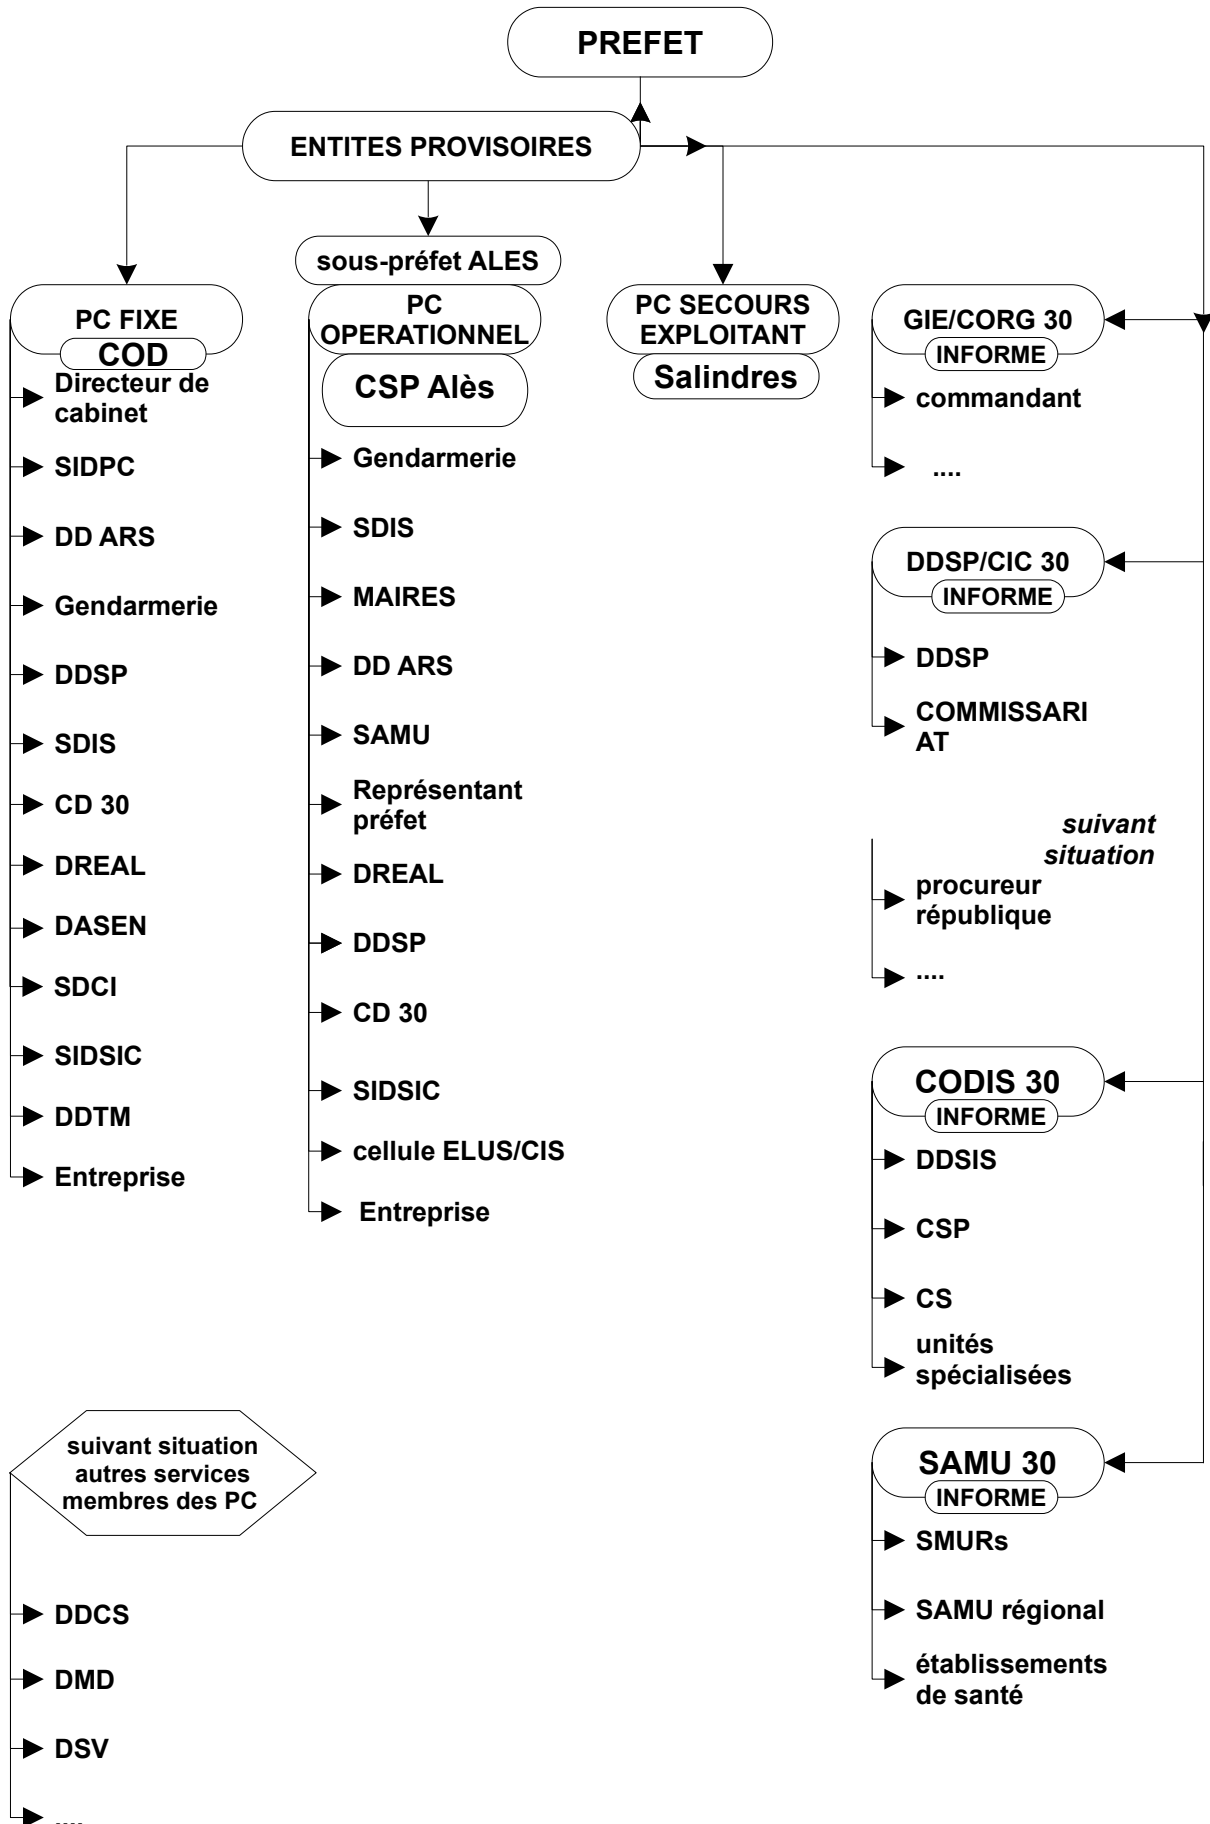 PREFET
ENTITES PROVISOIRES
sous-préfet ALES
PC FIXE
COD
Directeur de
cabinet
SIDPC
DD ARS
Gendarmerie
DDSP
SDIS
CD 30
DREAL
DASEN
SDCI
SIDSIC
DDTM
Entreprise
PC
OPERATIONNEL
CSP Alès
Gendarmerie
SDIS
MAIRES
DD ARS
SAMU
Représentant
préfet
DREAL
DDSP
CD 30
SIDSIC
cellule ELUS/CIS
Entreprise
PC SECOURS
EXPLOITANT
Salindres
GIE/CORG 30
INFORME
commandant
....
DDSP/CIC 30
INFORME
DDSP
COMMISSARI
AT
suivant
situation
procureur
république
....
CODIS 30
INFORME
DDSIS
CSP
CS
unités
spécialisées
SAMU 30
INFORME
SMURs
SAMU régional
établissements
de santé
suivant situation
autres services
membres des PC
DDCS
DMD
DSV
....